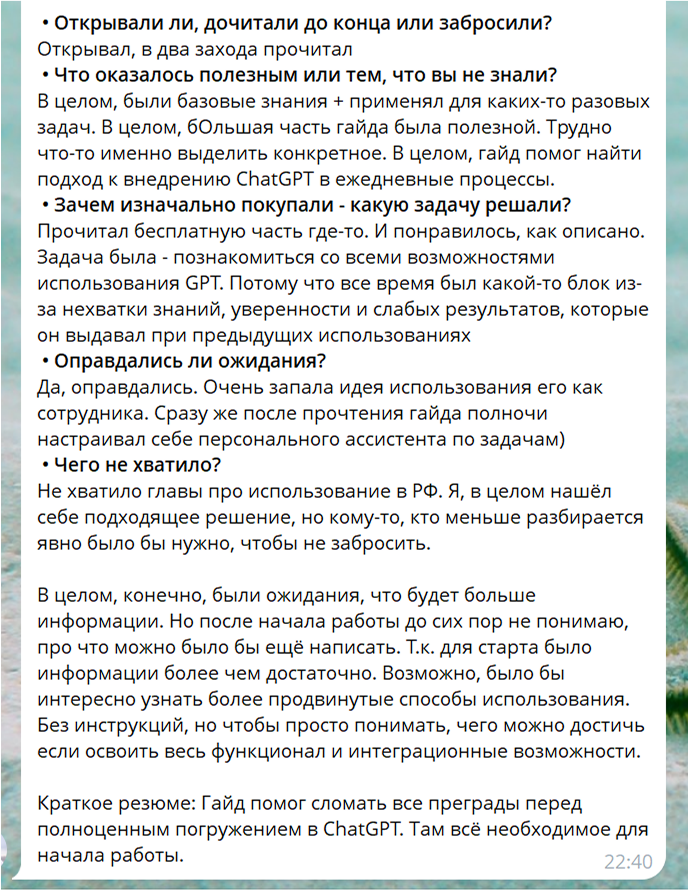 • Открывали ли, дочитали до конца или забросили?
Открывал, в два захода прочитал
• Что оказалось полезным или тем, что вы не знали?
В целом, были базовые знания + применял для каких-то разовых
задач. В целом, бОльшая часть гайда была полезной. Трудно
что-то именно выделить конкретное. В целом, гайд помог найти
подход к внедрению ChatGPT в ежедневные процессы.
• Зачем изначально покупали - какую задачу решали?
Прочитал бесплатную часть где-то. И понравилось, как описано.
Задача была - познакомиться со всеми возможностями
использования GPT. Потому что все время был какой-то блок из-
за нехватки знаний, уверенности и слабых результатов, которые
он выдавал при предыдущих использованиях
• Оправдались ли ожидания?
Да, оправдались. Очень запала идея использования его как
сотрудника. Сразу же после прочтения гайда полночи
настраивал себе персонального ассистента по задачам)
• Чего не хватило?
Не хватило главы про использование в РФ. Я, в целом нашёл
себе подходящее решение, но кому-то, кто меньше разбирается
явно было бы нужно, чтобы не забросить.
В целом, конечно, были ожидания, что будет больше
информации. Но после начала работы до сих пор не понимаю,
про что можно было бы ещё написать. Т.к. для старта было
информации более чем достаточно. Возможно, было бы
интересно узнать более продвинутые способы использования.
Без инструкций, но чтобы просто понимать, чего можно достичь
если освоить весь функционал и интеграционные возможности.
Краткое резюме: Гайд помог сломать все преграды перед
полноценным погружением в ChatGPT. Там всё необходимое для
начала работы.
22:40